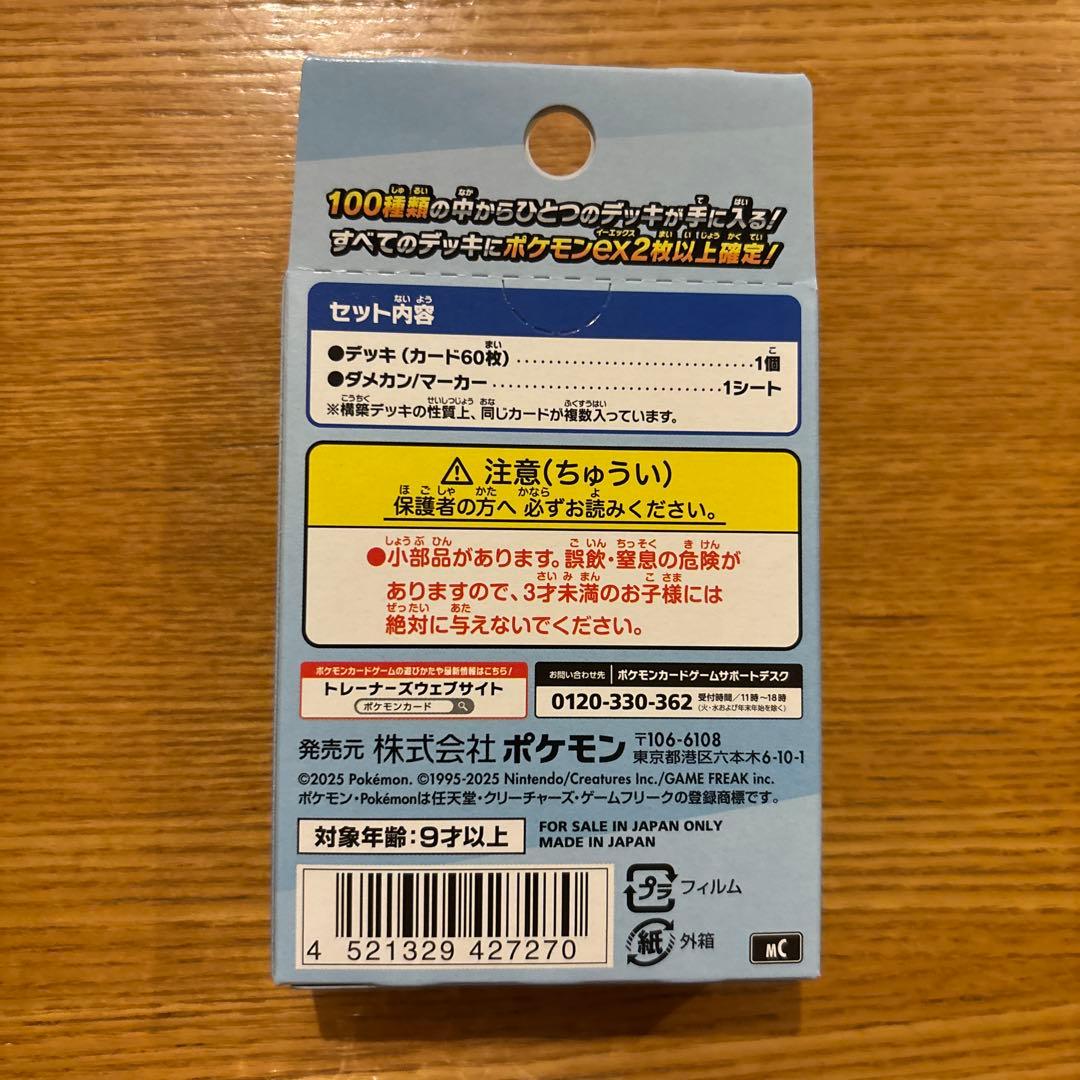 100種類の中からひとつのデッキが手に入る!
すべてのデッキにポケモンex2枚以上確定!
セット内容
●デッキ(カード60枚)..............................1個
●ダメカン/マーカー..............................1シート
※構築デッキの性質上、同じカードが複数入っています。
⚠ 注意(ちゅうい)
保護者の方へ 必ずお読みください。
●小部品があります。誤飲・窒息の危険が
ありますので、3才未満のお子様には
絶対に与えないでください。
ポケモンカードゲームの遊びかたや最新情報はこちら!
トレーナーズウェブサイト
ポケモンカード
お問い合わせ先 ポケモンカードゲームサポートデスク
0120-330-362 受付時間/11時~18時
(火・水および年末年始を除く)
発売元 株式会社 ポケモン 〒106-6108
東京都港区六本木6-10-1
©2025 Pokémon. ©1995-2025 Nintendo/Creatures Inc./GAME FREAK inc.
ポケモン・Pokémonは任天堂・クリーチャーズ・ゲームフリークの登録商標です。
対象年齢:9才以上
FOR SALE IN JAPAN ONLY
MADE IN JAPAN
4 521329 427270
プラ フィルム
紙 外箱
MC